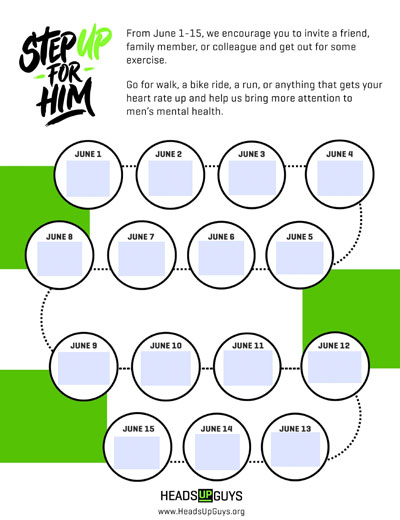 STEP UP
FOR
HIM
From June 1-15, we encourage you to invite a friend,
family member, or colleague and get out for some
exercise.
Go for walk, a bike ride, a run, or anything that gets your
heart rate up and help us bring more attention to
men's mental health.
JUNE 1 JUNE 2 JUNE 3 JUNE 4
JUNE 8 JUNE 7 JUNE 6 JUNE 5
JUNE 9 JUNE 10 JUNE 11 JUNE 12
JUNE 15 JUNE 14 JUNE 13
HEADSUPGUYS
www.HeadsUpGuys.org